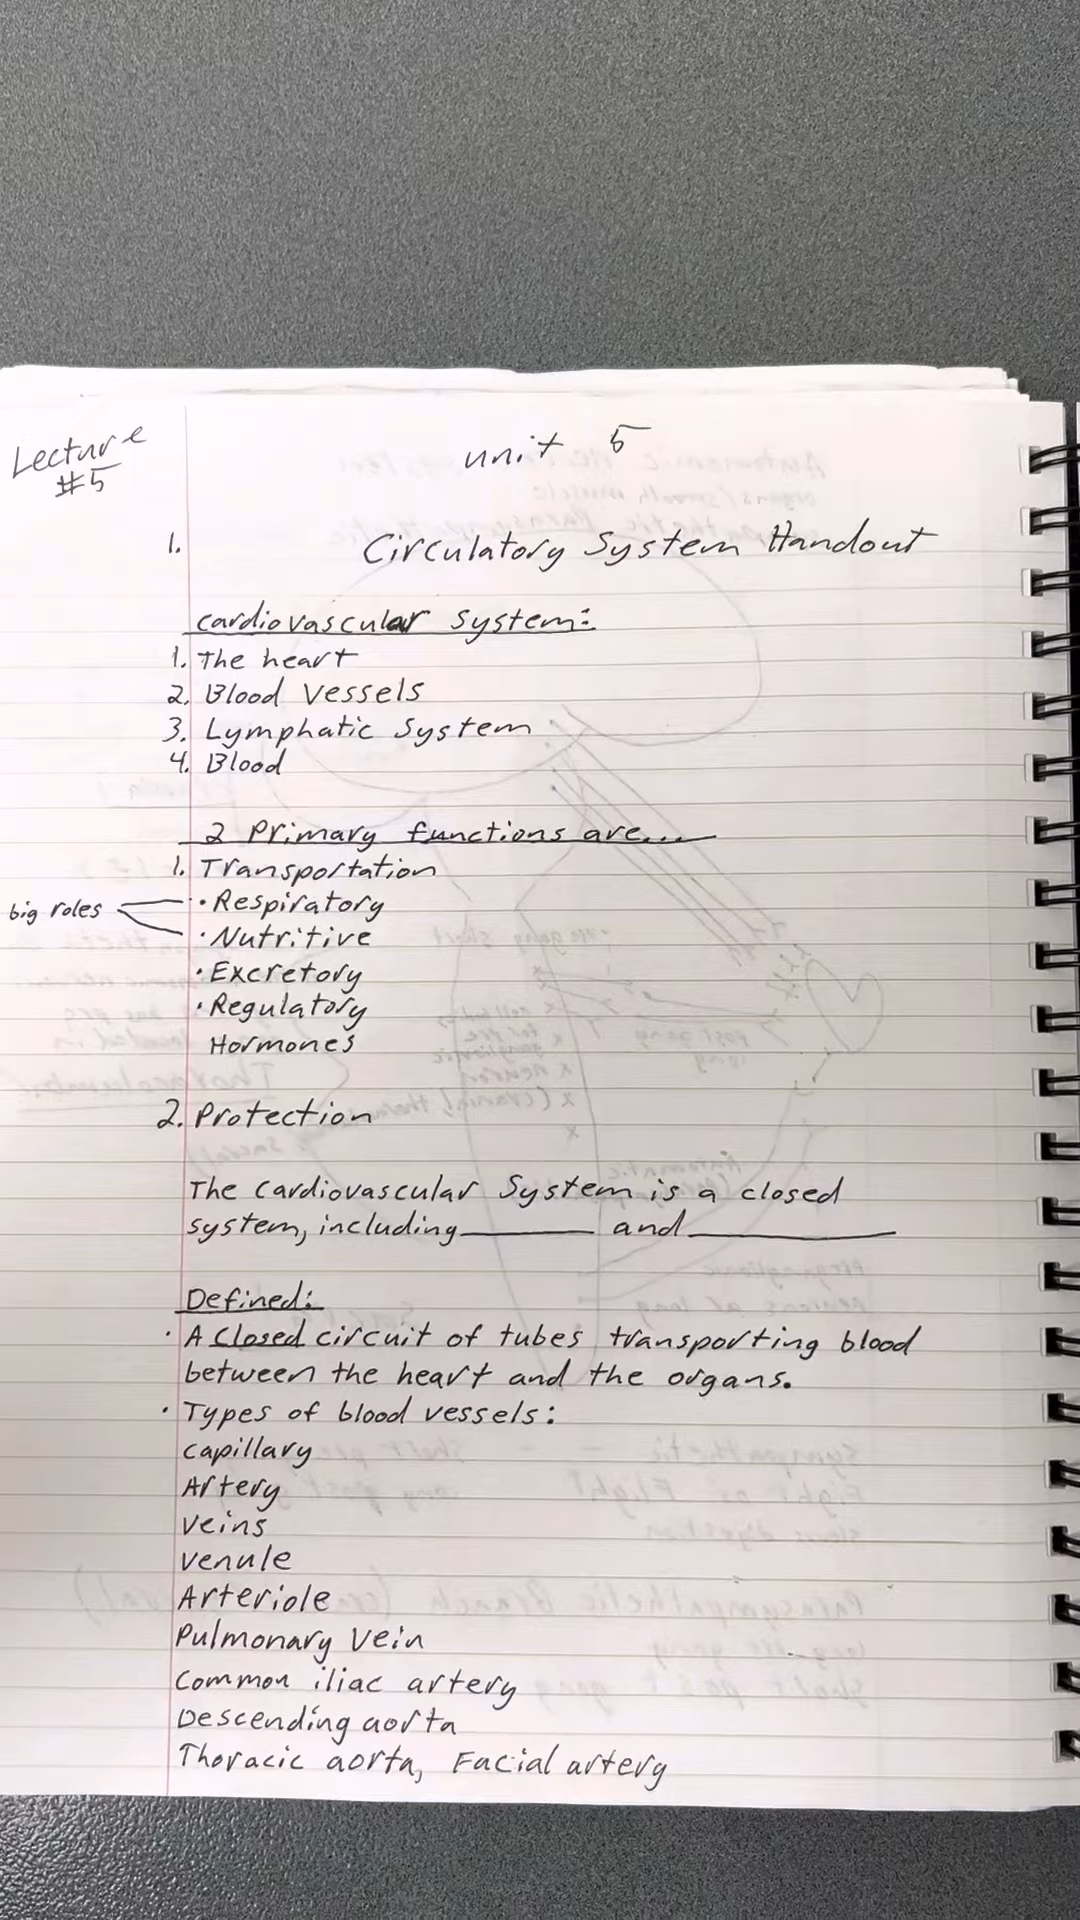 Lecture
#5
unit 5
1. Circulatory System Handout
cardiovascular System:
1. The heart
2. Blood Vessels
3. Lymphatic System
4. Blood
2 Primary functions are...
1. Transportation
big roles
• Respiratory
• Nutritive
• Excretory
• Regulatory
Hormones
2. Protection
The Cardiovascular System is a closed
system, including ________ and ____________
Defined:
• A Closed circuit of tubes transporting blood
between the heart and the organs.
• Types of blood vessels:
capillary
Artery
veins
venule
Arteriole
Pulmonary Vein
Common iliac artery
Descending aorta
Thoracic aorta, Facial artery